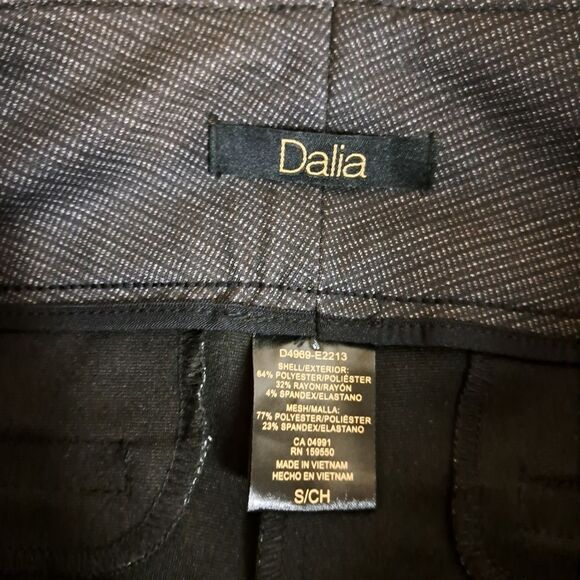 Dalia
D4969-E2213
SHELL/EXTERIOR:
64% POLYESTER/POLIÉSTER
32% RAYON/RAYÓN
4% SPANDEX/ELASTANO
MESH/MALLA:
77% POLYESTER/POLIÉSTER
23% SPANDEX/ELASTANO
CA 04991
RN 159550
MADE IN VIETNAM
HECHO EN VIETNAM
S/CH